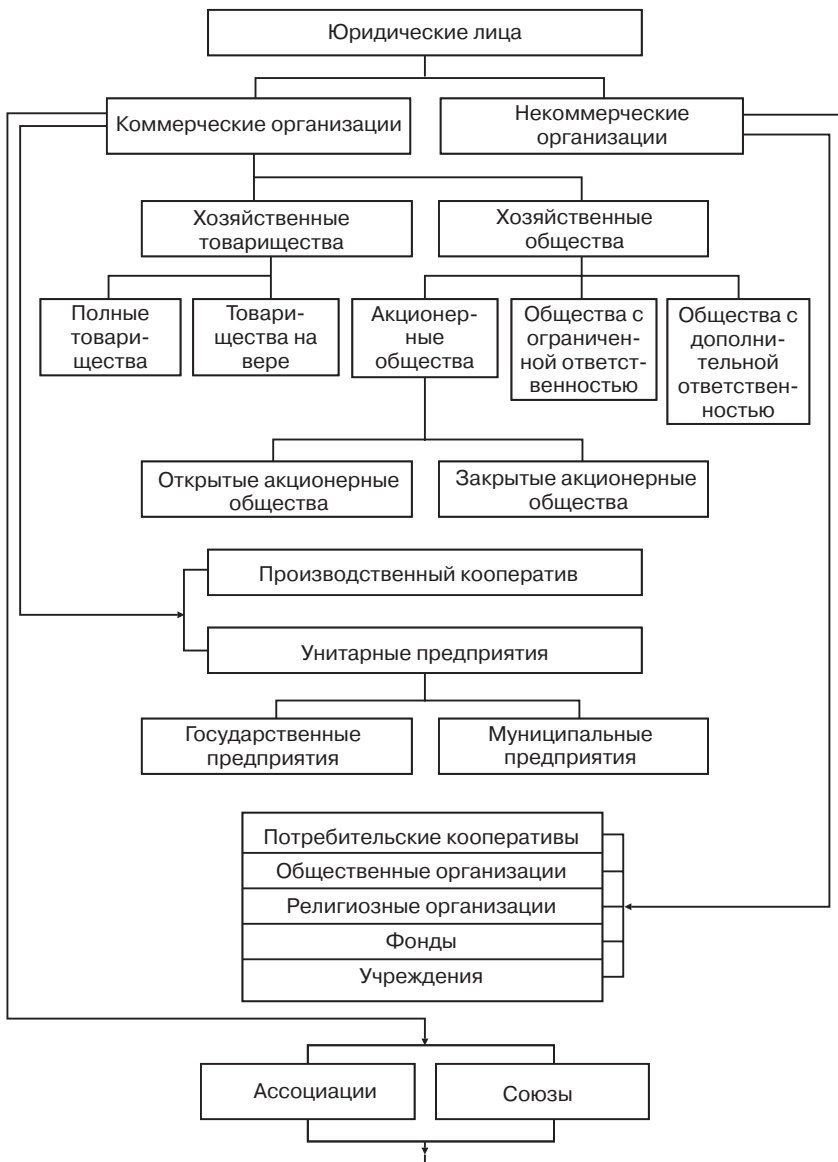 Юридические лица
Коммерческие организации
Некоммерческие
организации
Хозяйственные
товарищества
Хозяйственные
общества
Полные
товари-
щества
Товари-
щества на
вере
Акционер-
ные
общества
Общества с
ограничен-
ной ответст-
венностью
Общества с
дополни-
тельной
ответствен-
ностью
Открытые акционерные
общества
Закрытые акционерные
общества
Производственный кооператив
Унитарные предприятия
Государственные
предприятия
Муниципальные
предприятия
Потребительские кооперативы
Общественные организации
Религиозные организации
Фонды
Учреждения
Ассоциации
Союзы